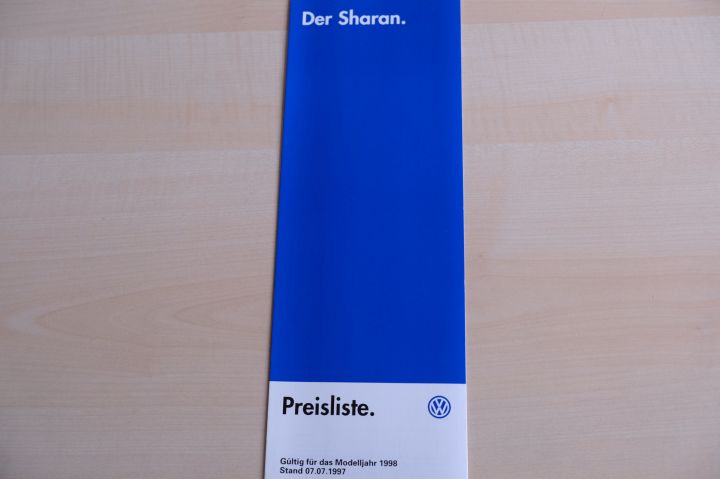 Der Sharan.
Preisliste.
Gültig für das Modelljahr 1998
Stand 07.07.1997